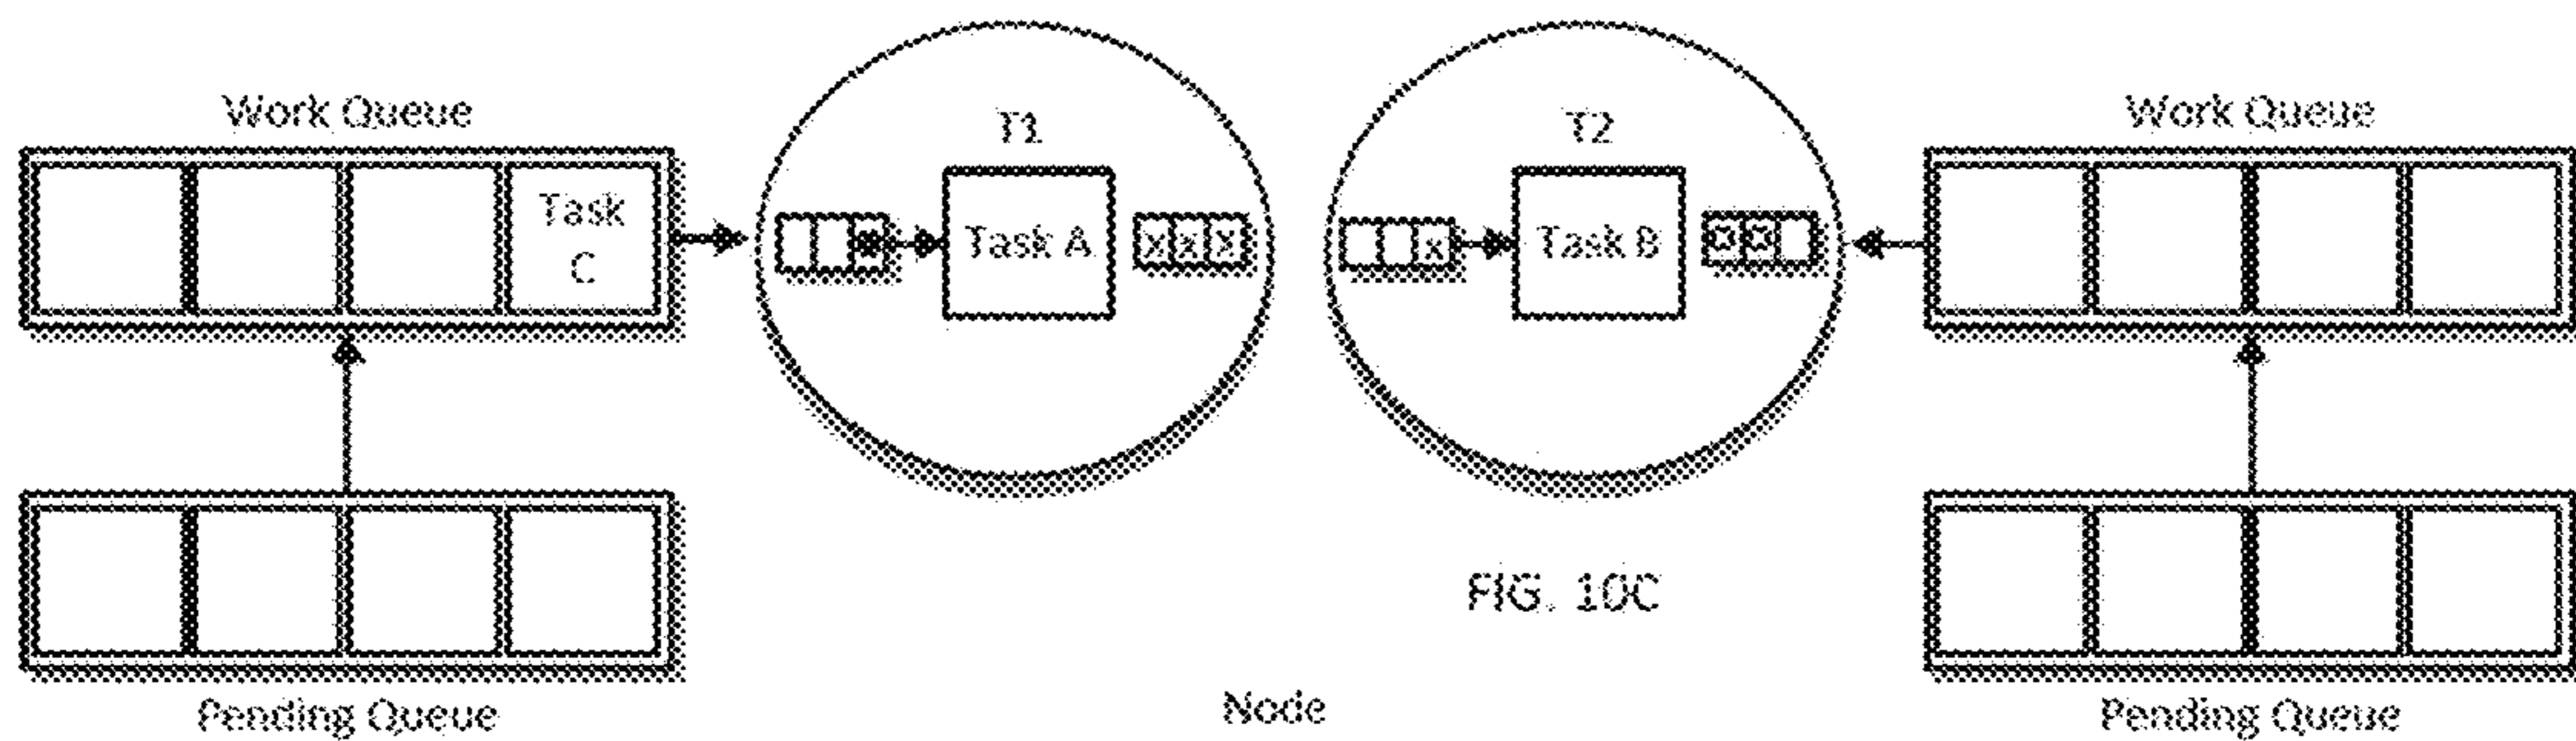 Work Queue
T1
T2
Work Queue
Task
C
Task A
x x x
x
Task B
FIG. 10C
Pending Queue
Node
Pending Queue